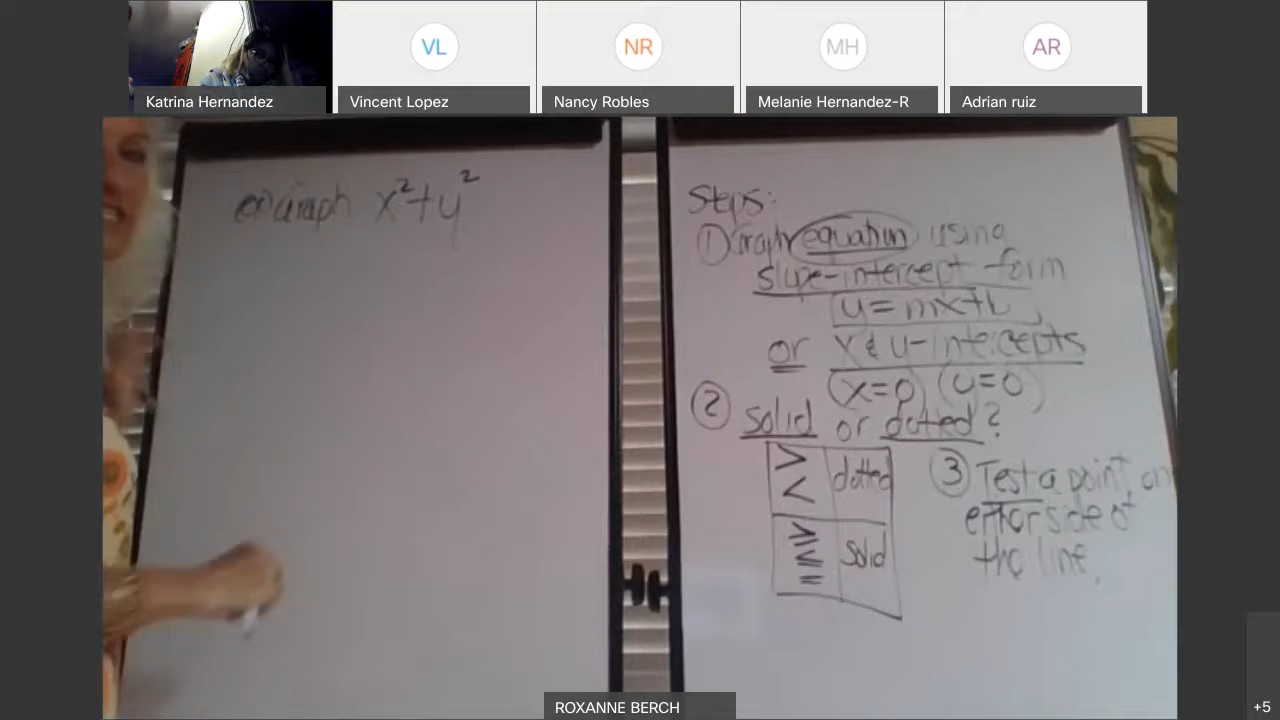 VL
NR
MH
AR
Katrina Hernandez
Vincent Lopez
Nancy Robles
Melanie Hernandez-R
Adrian ruiz
ex) Graph x²+y²
Steps:
① Graph equation using
slope-intercept form
y=mx+b
or x & y-intercepts
(x=0) (y=0)
② solid or dotted?
> dotted
<
≥ solid
≤
=
③ Test a point on
either side of
the line.
ROXANNE BERCH
+5